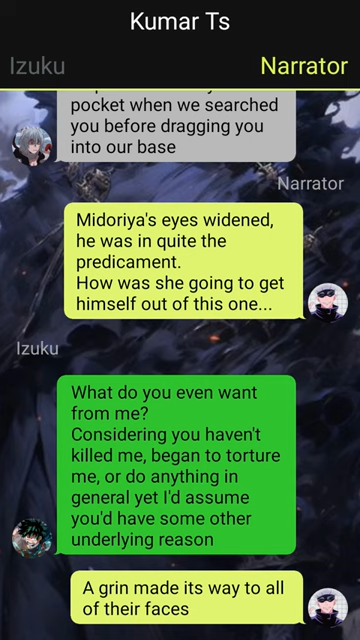 Kumar Ts
Izuku
Narrator
pocket when we searched
you before dragging you
into our base
Narrator
Midoriya's eyes widened,
he was in quite the
predicament.
How was she going to get
himself out of this one...
Izuku
What do you even want
from me?
Considering you haven't
killed me, began to torture
me, or do anything in
general yet I'd assume
you'd have some other
underlying reason
A grin made its way to all
of their faces